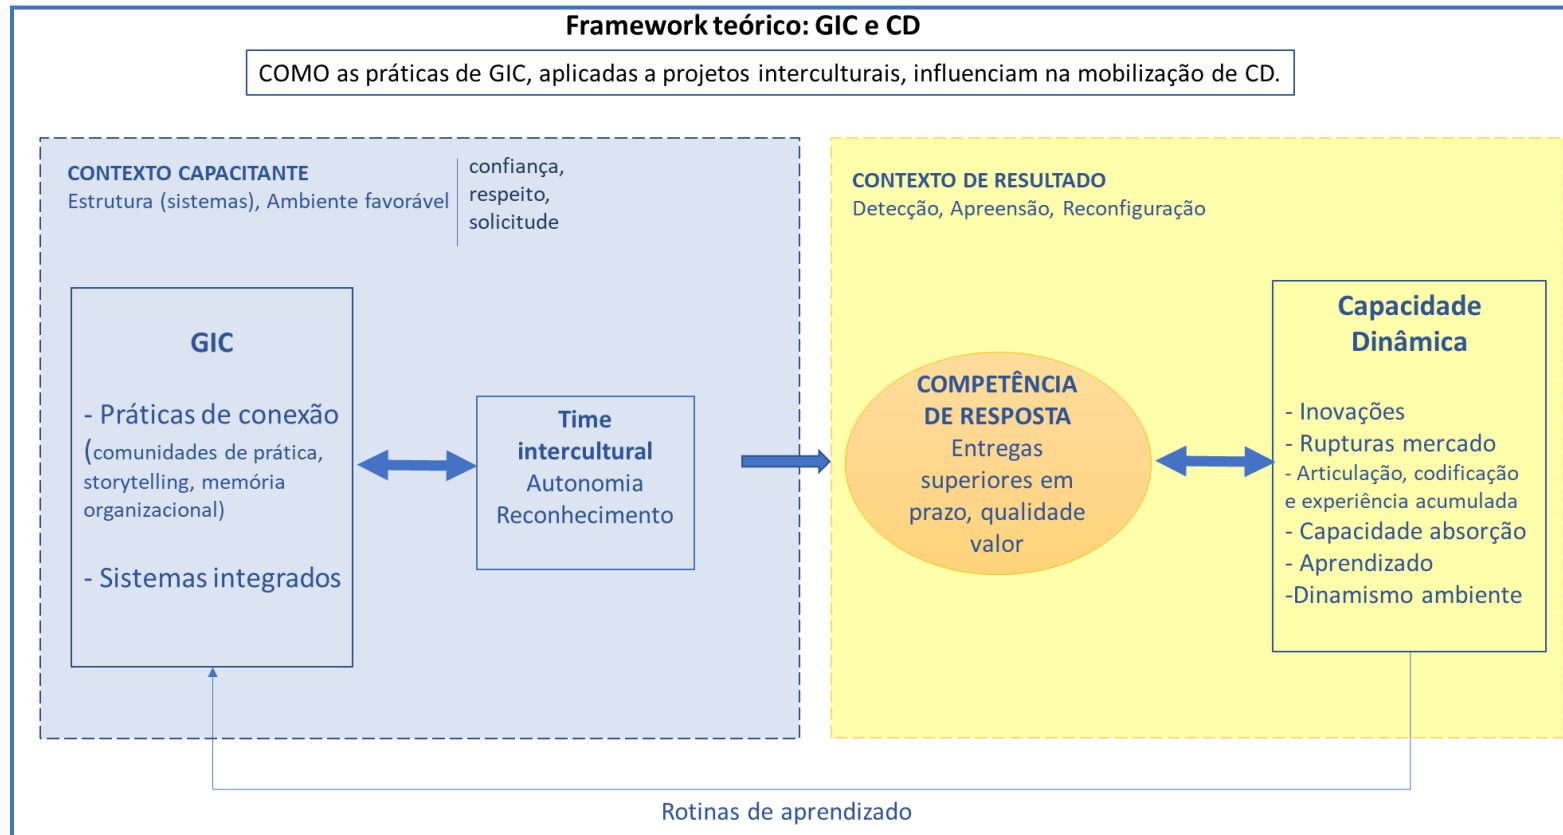 Framework teórico: GIC e CD
COMO as práticas de GIC, aplicadas a projetos interculturais, influenciam na mobilização de CD.
CONTEXTO CAPACITANTE
Estrutura (sistemas), Ambiente favorável
confiança,
respeito,
solicitude
GIC
- Práticas de conexão
(comunidades de prática,
storytelling, memória
organizacional)
- Sistemas integrados
Time
intercultural
Autonomia
Reconhecimento
CONTEXTO DE RESULTADO
Detecção, Apreensão, Reconfiguração
COMPETÊNCIA
DE RESPOSTA
Entregas
superiores em
prazo, qualidade
valor
Capacidade
Dinâmica
- Inovações
- Rupturas mercado
- Articulação, codificação
e experiência acumulada
- Capacidade absorção
- Aprendizado
-Dinamismo ambiente
Rotinas de aprendizado